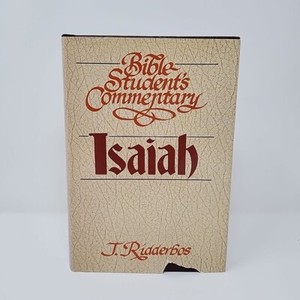 Bible
Student's
Commentary
Isaiah
J. Ridderbos